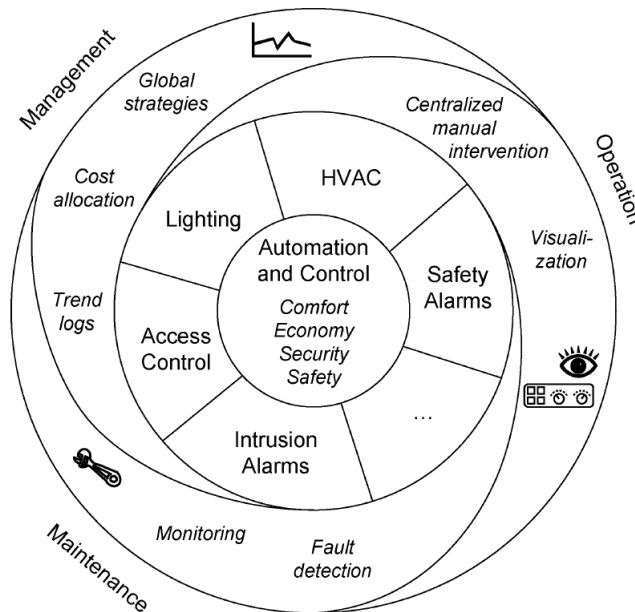 Management
Global
strategies
Cost
allocation
Trend
logs
Centralized
manual
intervention
Operation
Visuali-
zation
HVAC
Lighting
Safety
Alarms
Access
Control
Intrusion
Alarms
...
Automation
and Control
Comfort
Economy
Security
Safety
Monitoring
Fault
detection
Maintenance